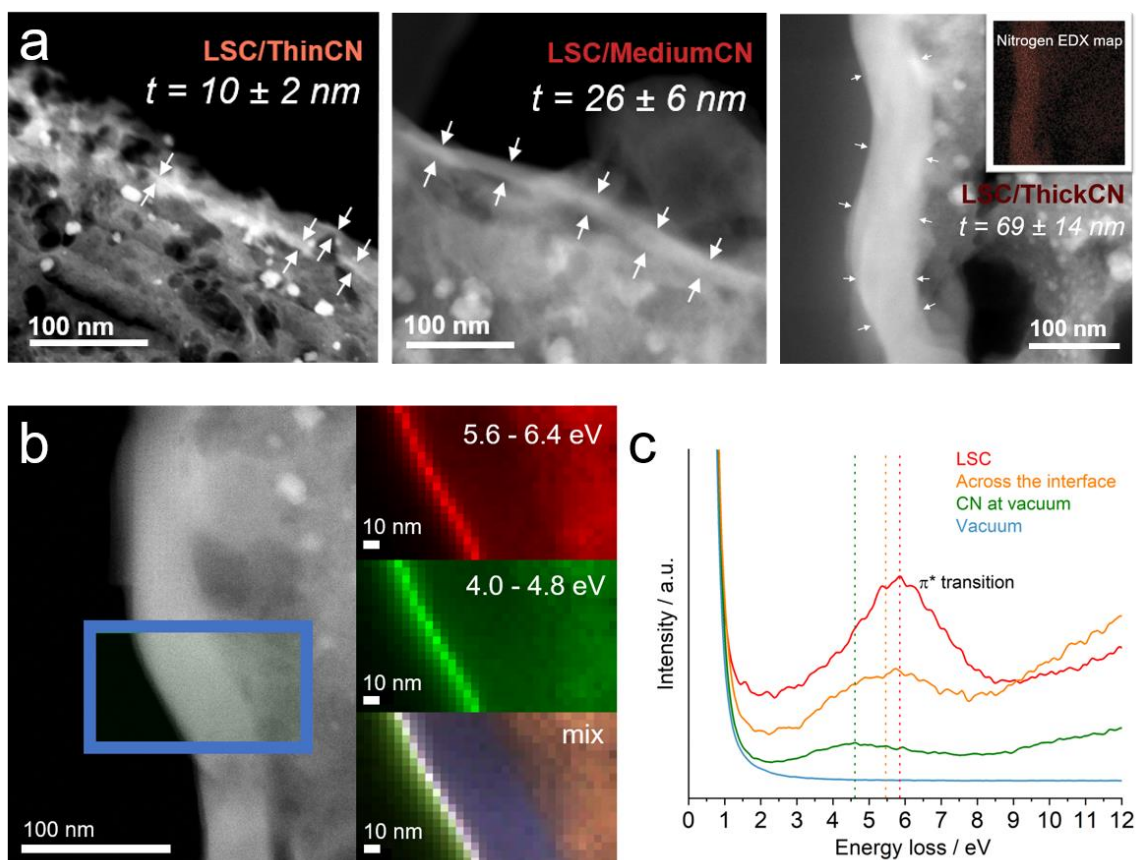 a
LSC/ThinCN
t = 10 ± 2 nm
100 nm
LSC/MediumCN
t = 26 ± 6 nm
100 nm
Nitrogen EDX map
LSC/ThickCN
t = 69 ± 14 nm
100 nm
b
100 nm
5.6 - 6.4 eV
10 nm
4.0 - 4.8 eV
10 nm
mix
10 nm
c
LSC
Across the interface
CN at vacuum
Vacuum
π* transition
Intensity / a.u.
0 1 2 3 4 5 6 7 8 9 10 11 12
Energy loss / eV